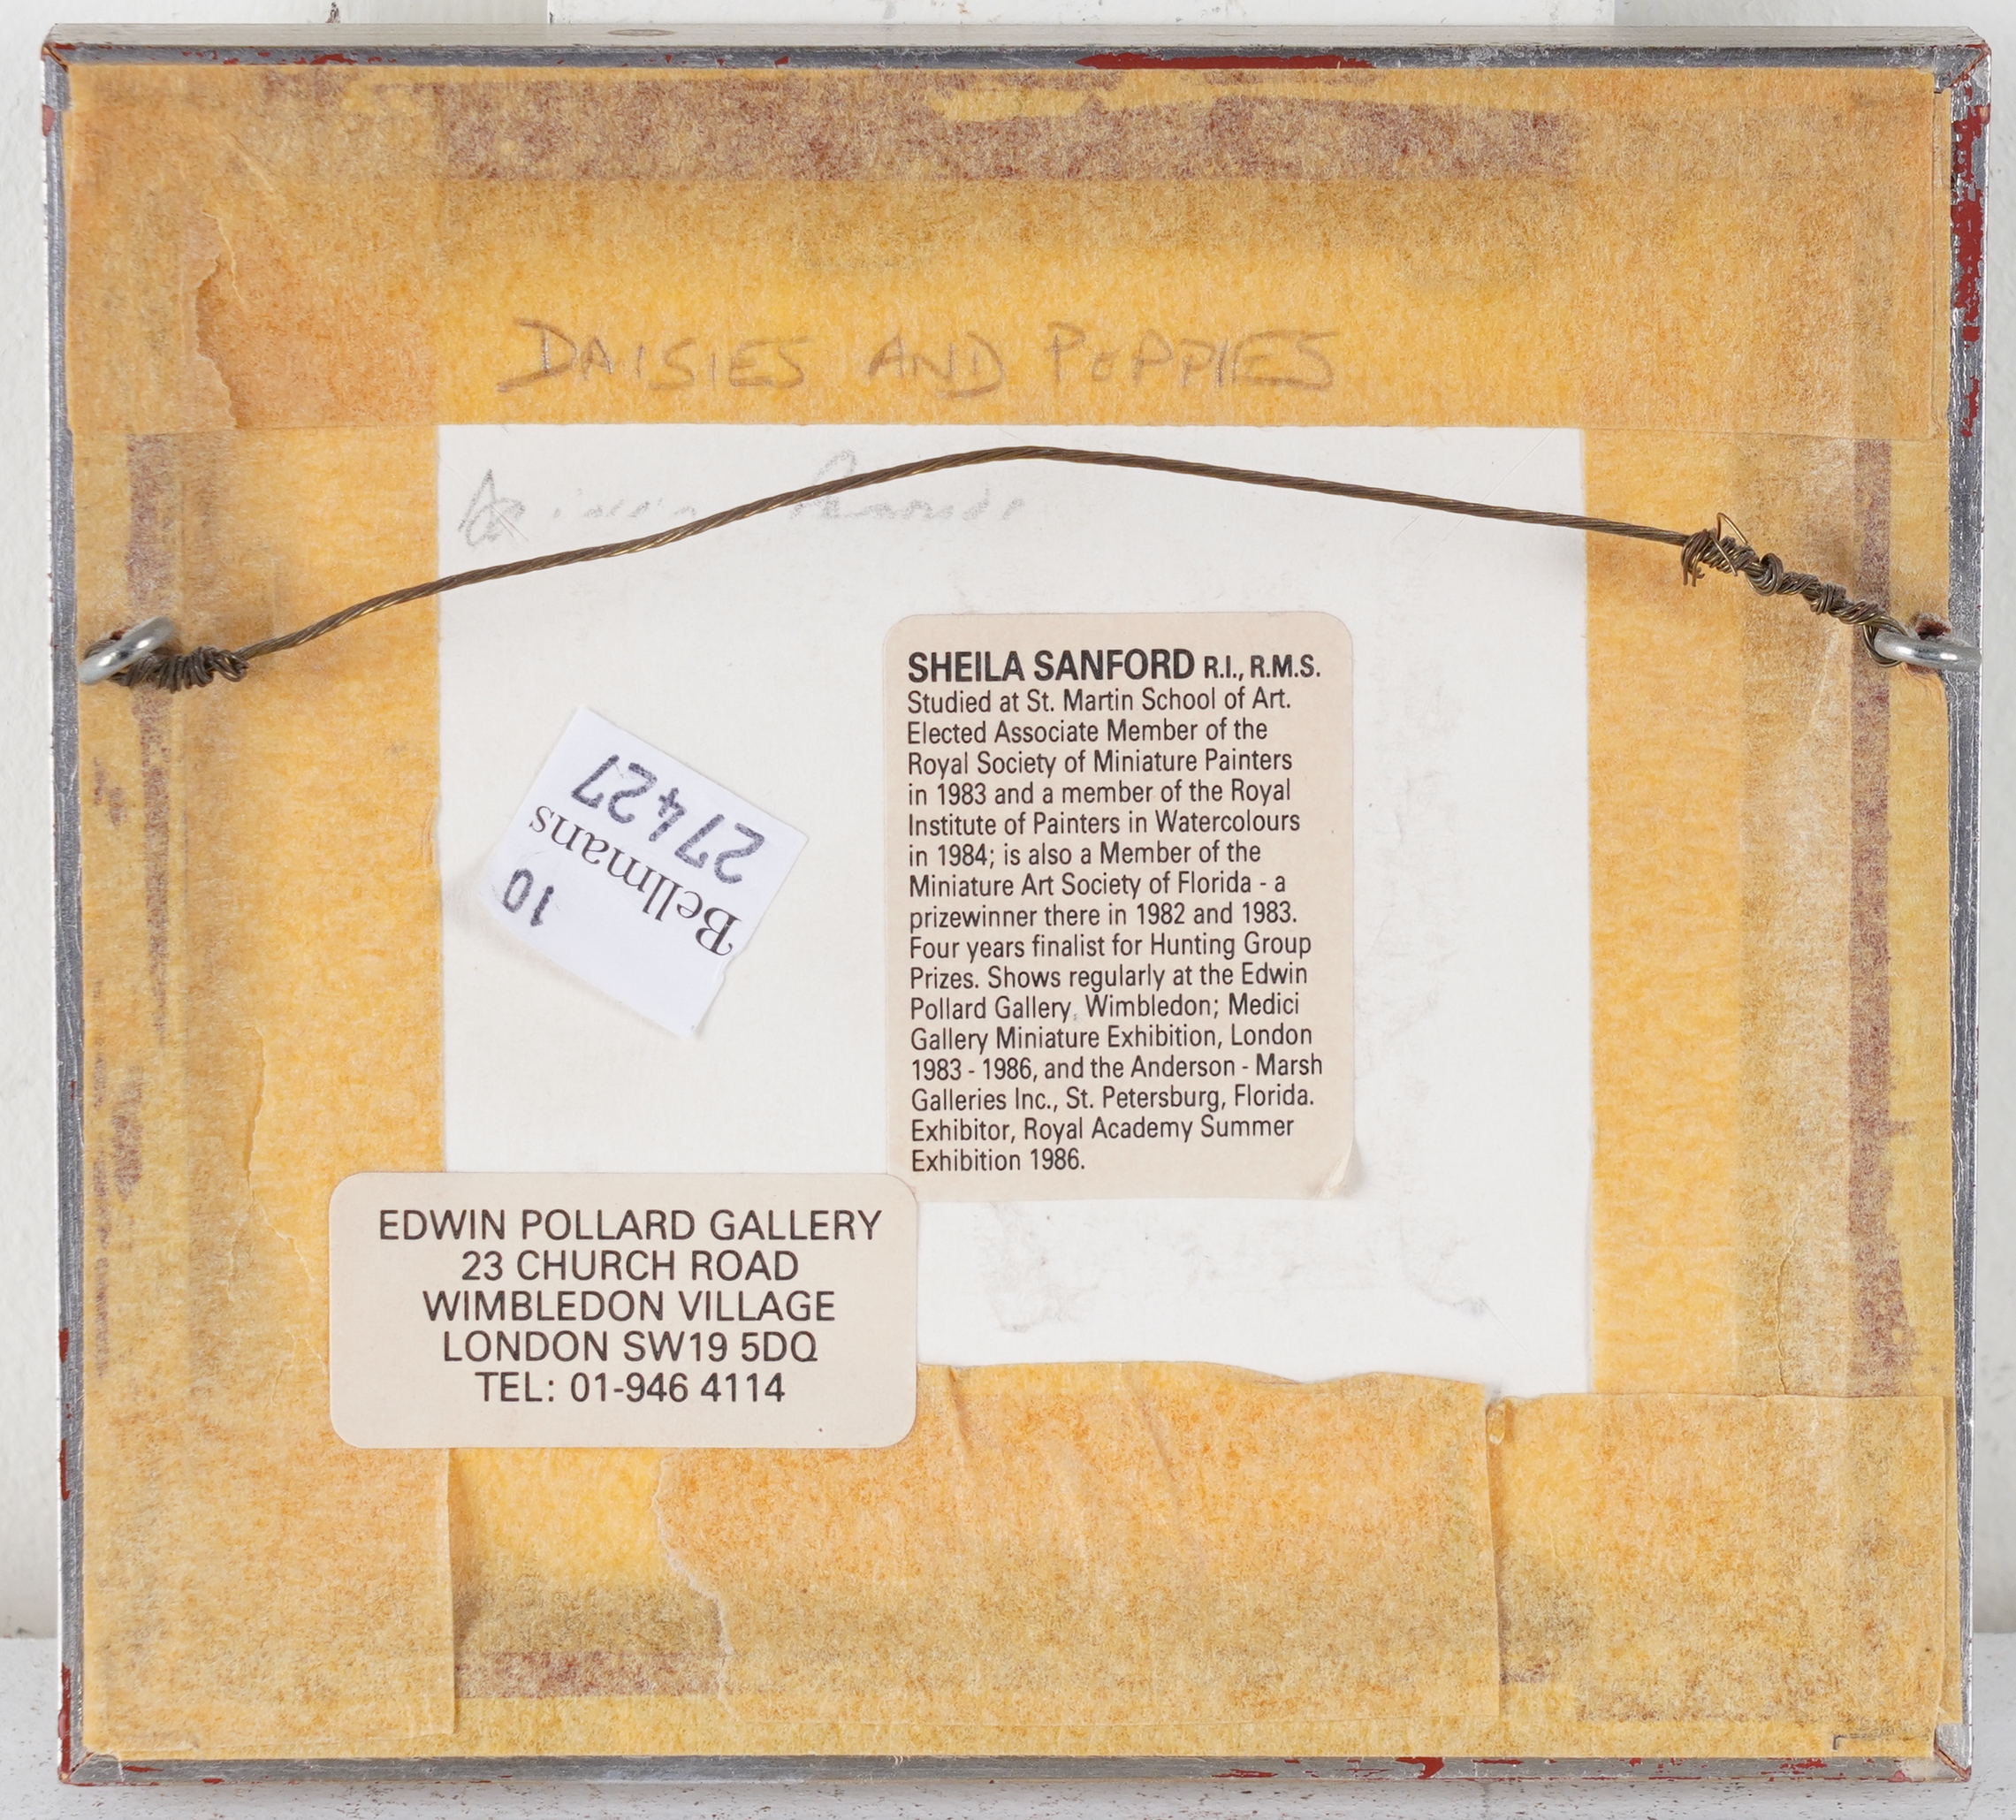 DAISIES AND POPPIES
SHEILA SANFORD R.I., R.M.S.
Studied at St. Martin School of Art.
Elected Associate Member of the
Royal Society of Miniature Painters
in 1983 and a member of the Royal
Institute of Painters in Watercolours
in 1984; is also a Member of the
Miniature Art Society of Florida - a
prizewinner there in 1982 and 1983.
Four years finalist for Hunting Group
Prizes. Shows regularly at the Edwin
Pollard Gallery, Wimbledon; Medici
Gallery Miniature Exhibition, London
1983 - 1986, and the Anderson - Marsh
Galleries Inc., St. Petersburg, Florida.
Exhibitor, Royal Academy Summer
Exhibition 1986.
10
Bellmans
27427
EDWIN POLLARD GALLERY
23 CHURCH ROAD
WIMBLEDON VILLAGE
LONDON SW19 5DQ
TEL: 01-946 4114